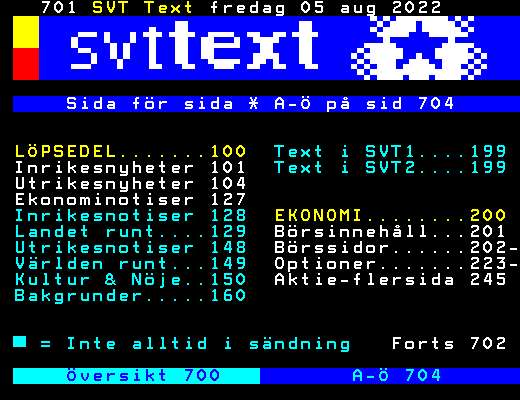 701 SVT Text fredag 05 aug 2022
svttext
Sida för sida * A-Ö på sid 704
LÖPSEDEL.......100 Text i SVT1....199
Inrikesnyheter 101 Text i SVT2....199
Utrikesnyheter 104
Ekonominotiser 127
Inrikesnotiser 128 EKONOMI........200
Landet runt....129 Börsinnehåll...201
Utrikesnotiser 148 Börssidor......202-
Världen runt...149 Optioner.......223-
Kultur & Nöje..150 Aktie-flersida 245
Bakgrunder.....160
= Inte alltid i sändning Forts 702
Översikt 700 A-Ö 704